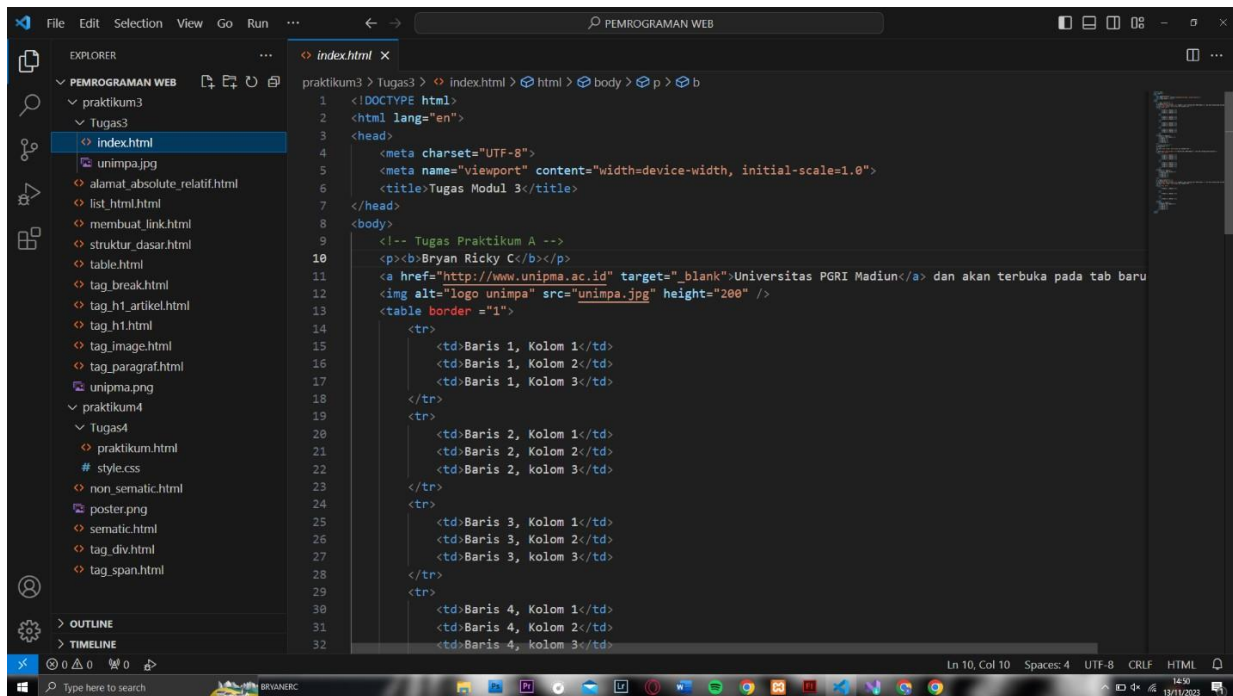 File Edit Selection View Go Run ··· PEMROGRAMAN WEB
EXPLORER
PEMROGRAMAN WEB
praktikum3
Tugas3
index.html
unimpa.jpg
alamat_absolute_relatif.html
list_html.html
membuat_link.html
struktur_dasar.html
table.html
tag_break.html
tag_h1_artikel.html
tag_h1.html
tag_image.html
tag_paragraf.html
unipma.png
praktikum4
Tugas4
praktikum.html
# style.css
non_sematic.html
poster.png
sematic.html
tag_div.html
tag_span.html
OUTLINE
TIMELINE
index.html
praktikum3 > Tugas3 > index.html > html > body > p > b
1 <!DOCTYPE html>
2 <html lang="en">
3 <head>
4 <meta charset="UTF-8">
5 <meta name="viewport" content="width=device-width, initial-scale=1.0">
6 <title>Tugas Modul 3</title>
7 </head>
8 <body>
9 <!-- Tugas Praktikum A -->
10 <p><b>Bryan Ricky C</b></p>
11 <a href="http://www.unipma.ac.id" target="_blank">Universitas PGRI Madiun</a> dan akan terbuka pada tab baru
12 <img alt="logo unimpa" src="unimpa.jpg" height="200" />
13 <table border ="1">
14 <tr>
15 <td>Baris 1, Kolom 1</td>
16 <td>Baris 1, Kolom 2</td>
17 <td>Baris 1, Kolom 3</td>
18 </tr>
19 <tr>
20 <td>Baris 2, Kolom 1</td>
21 <td>Baris 2, Kolom 2</td>
22 <td>Baris 2, kolom 3</td>
23 </tr>
24 <tr>
25 <td>Baris 3, Kolom 1</td>
26 <td>Baris 3, Kolom 2</td>
27 <td>Baris 3, kolom 3</td>
28 </tr>
29 <tr>
30 <td>Baris 4, Kolom 1</td>
31 <td>Baris 4, Kolom 2</td>
32 <td>Baris 4, kolom 3</td>
0 0 0 Ln 10, Col 10 Spaces: 4 UTF-8 CRLF HTML
Type here to search BRYANERC 14:50
13/11/2023